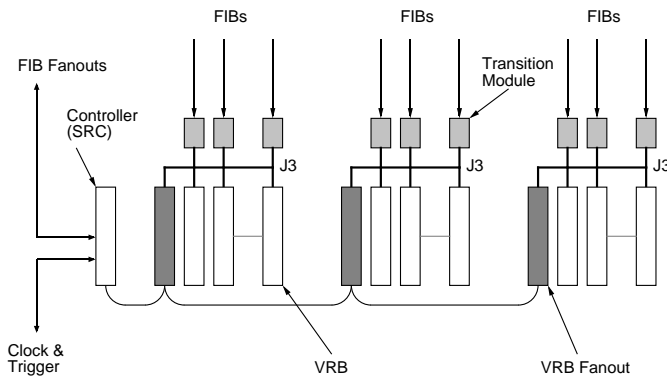 FIBs
FIBs
FIBs
FIB Fanouts
Transition
Module
Controller
(SRC)
J3
J3
J3
Clock &
Trigger
VRB
VRB Fanout